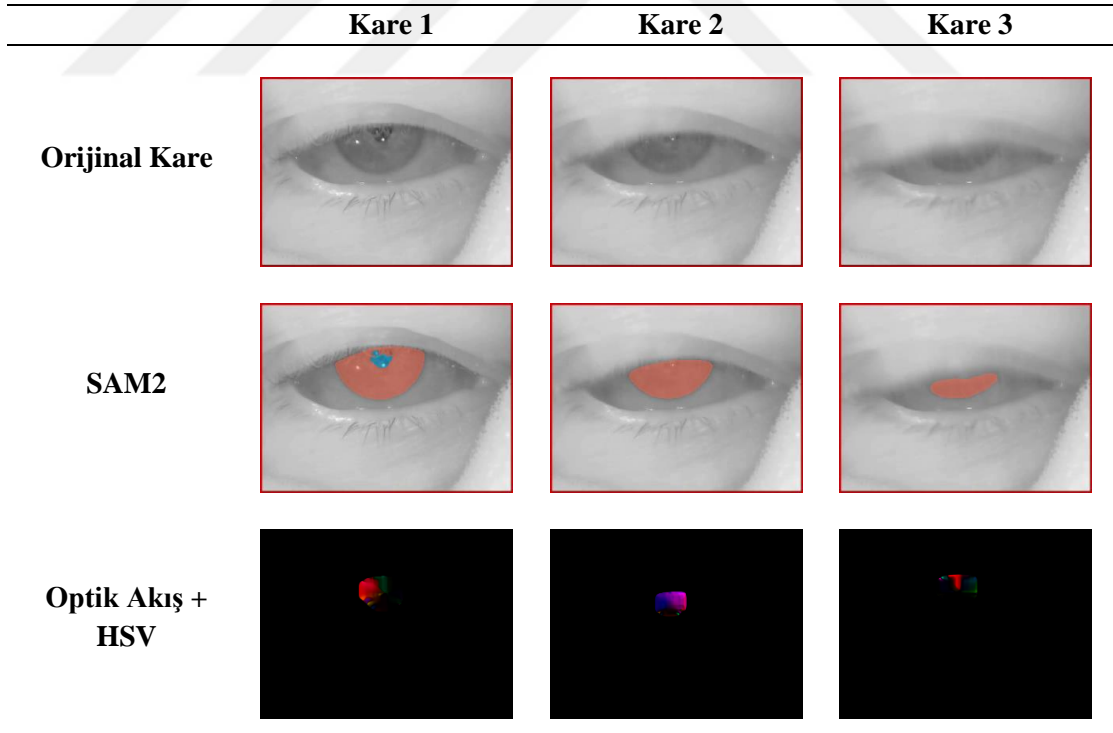 Kare 1 Kare 2 Kare 3
Orijinal Kare
SAM2
Optik Akış +
HSV